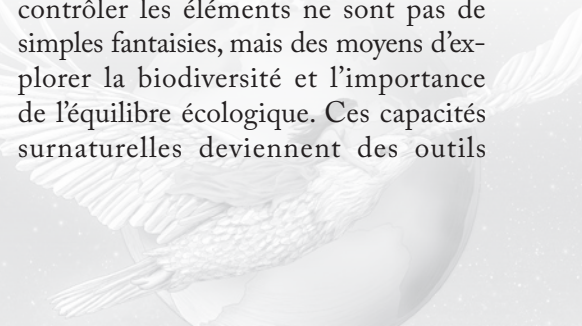 contrôler les éléments ne sont pas de
simples fantaisies, mais des moyens d’ex-
plorer la biodiversité et l’importance
de l’équilibre écologique. Ces capacités
surnaturelles deviennent des outils